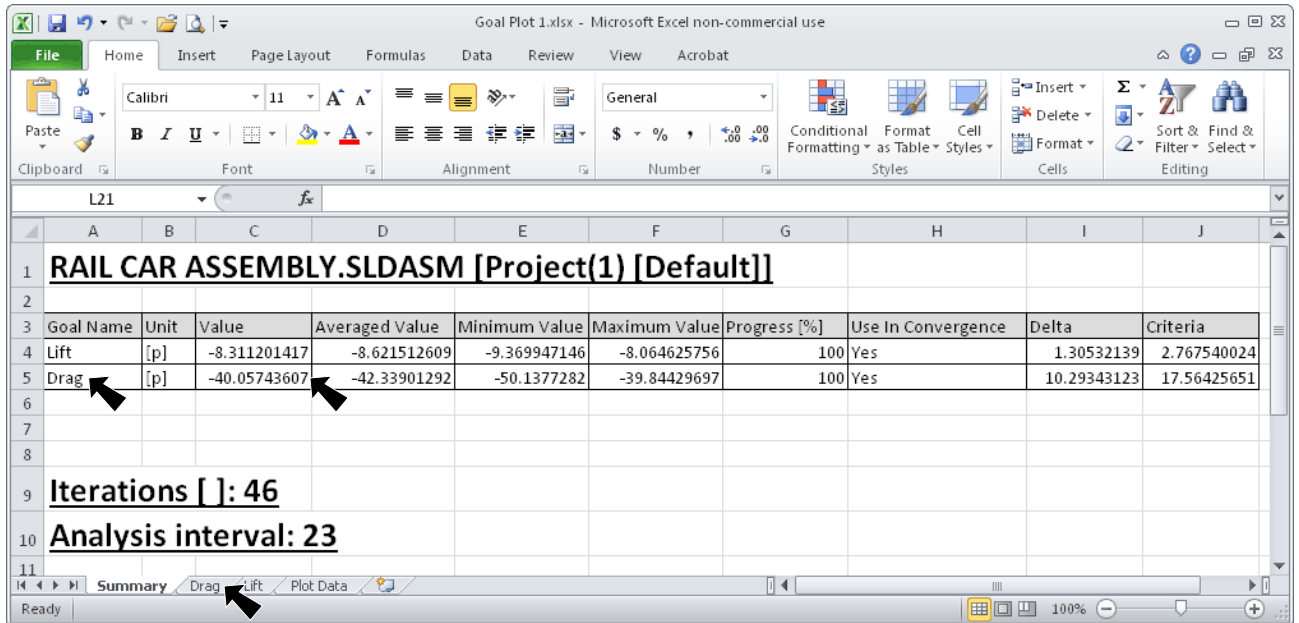 Goal Plot 1.xlsx - Microsoft Excel non-commercial use
File Home Insert Page Layout Formulas Data Review View Acrobat
Calibri 11 A A General Insert Σ
Paste B I U A $ % , .0 .00 .00 .0 Conditional Formatting Format as Table Cell Styles Delete Format Sort & Filter Find & Select
Clipboard Font Alignment Number Styles Cells Editing
L21 fx
A B C D E F G H I J
1 RAIL CAR ASSEMBLY.SLDASM [Project(1) [Default]]
2
3 Goal Name Unit Value Averaged Value Minimum Value Maximum Value Progress [%] Use In Convergence Delta Criteria
4 Lift [p] -8.311201417 -8.621512609 -9.369947146 -8.064625756 100 Yes 1.30532139 2.767540024
5 Drag [p] -40.05743607 -42.33901292 -50.1377282 -39.84429697 100 Yes 10.29343123 17.56425651
6
7
8
9 Iterations [ ]: 46
10 Analysis interval: 23
11
Summary Drag Lift Plot Data
Ready 100%